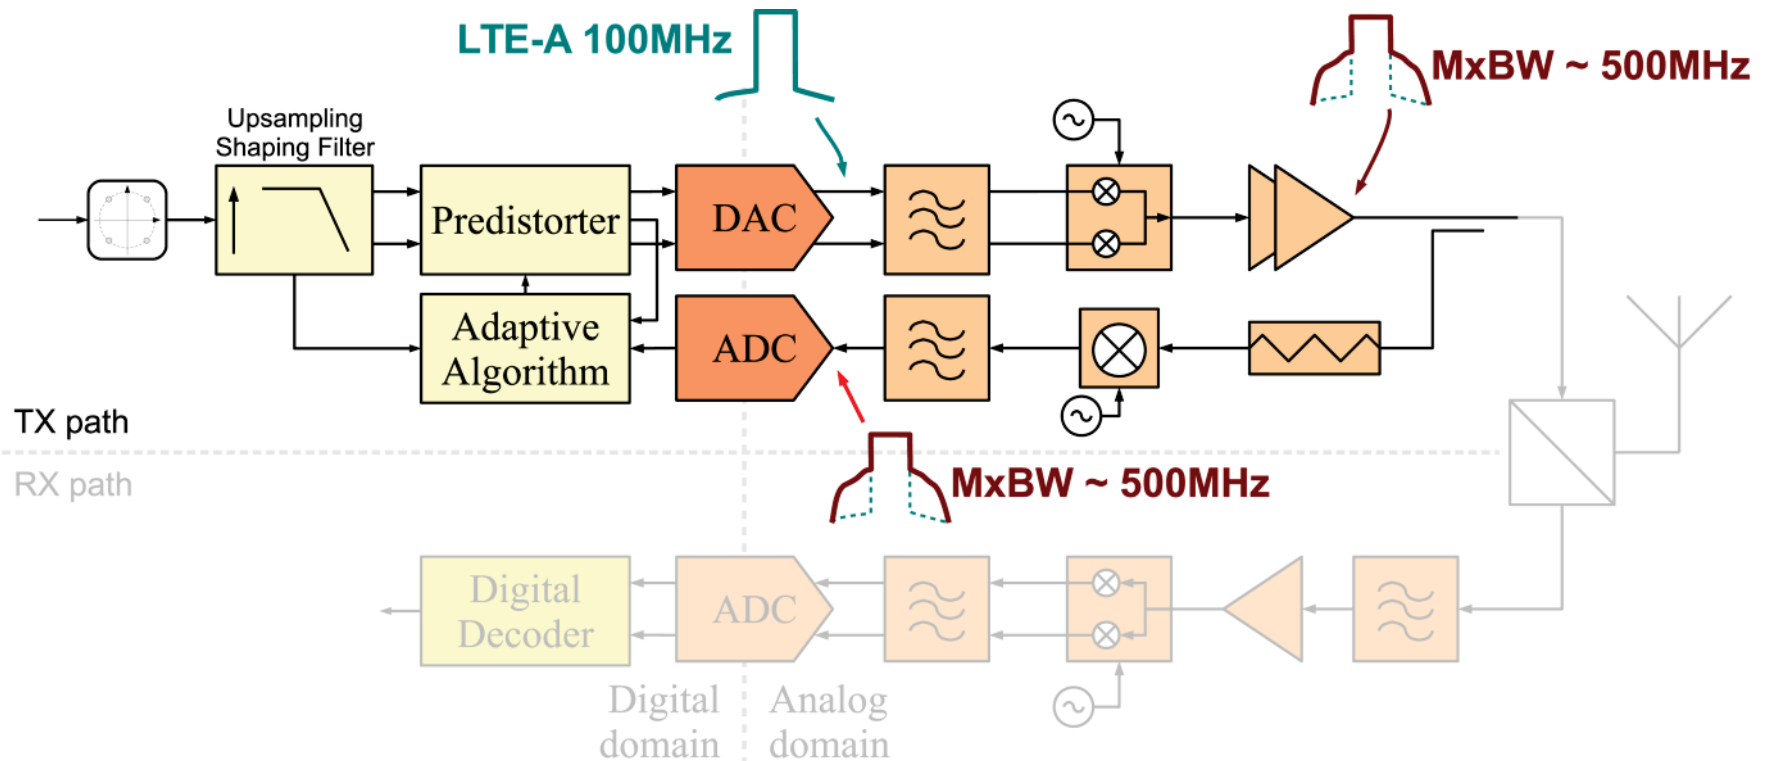 LTE-A 100MHz
MxBW ~ 500MHz
Upsampling
Shaping Filter
Predistorter
DAC
Adaptive
Algorithm
ADC
TX path
RX path
MxBW ~ 500MHz
Digital
Decoder
ADC
Digital
domain
Analog
domain